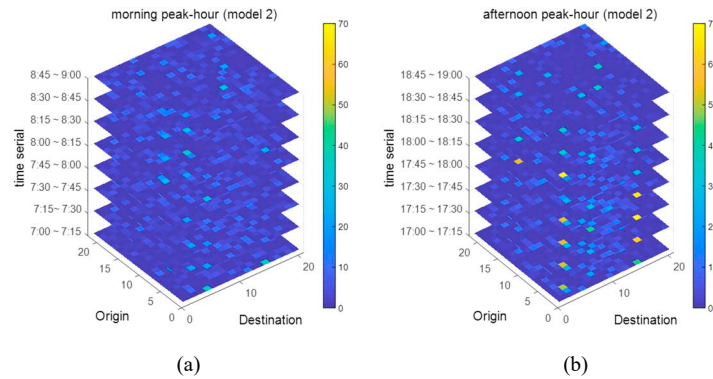 morning peak-hour (model 2)
70
60
50
40
30
20
10
0
8:45 ~ 9:00
8:30 ~ 8:45
8:15 ~ 8:30
8:00 ~ 8:15
7:45 ~ 8:00
7:30 ~ 7:45
7:15 ~ 7:30
7:00 ~ 7:15
time serial
20
15
10
5
0
Origin
0
10
20
Destination
(a)
afternoon peak-hour (model 2)
70
6
5
4
3
2
1
0
18:45 ~ 19:00
18:30 ~ 18:45
18:15 ~ 18:30
18:00 ~ 18:15
17:45 ~ 18:00
17:30 ~ 17:45
17:15 ~ 17:30
17:00 ~ 17:15
time serial
20
15
10
5
0
Origin
0
10
20
Destination
(b)